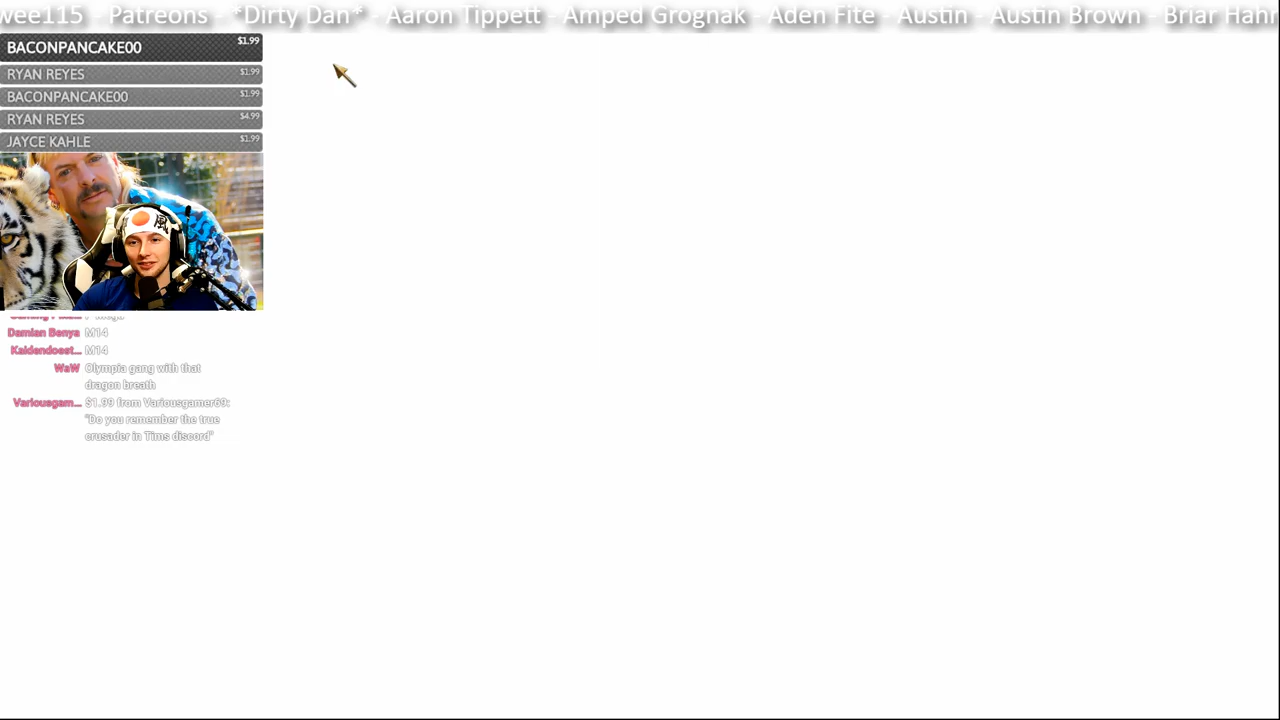 wee115 - Patreons - *Dirty Dan* - Aaron Tippett - Amped Grognak - Aden Fite - Austin - Austin Brown - Briar Hahr
BACONPANCAKE00 $1.99
RYAN REYES $1.99
BACONPANCAKE00 $1.99
RYAN REYES $4.99
JAYCE KAHLE $1.99
Damian Benya M14
Kaidendoest... M14
WaW Olympia gang with that
dragon breath
Variousgam... $1.99 from Variousgamer69:
"Do you remember the true
crusader in Tims discord"